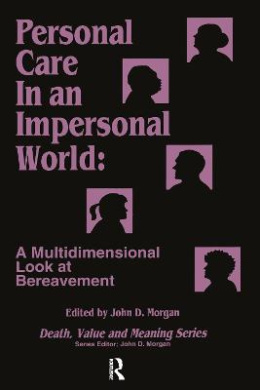 Personal
Care
In an
Impersonal
World:
A Multidimensional
Look at
Bereavement
Edited by John D. Morgan
Death, Value and Meaning Series
Series Editor: John D. Morgan
R